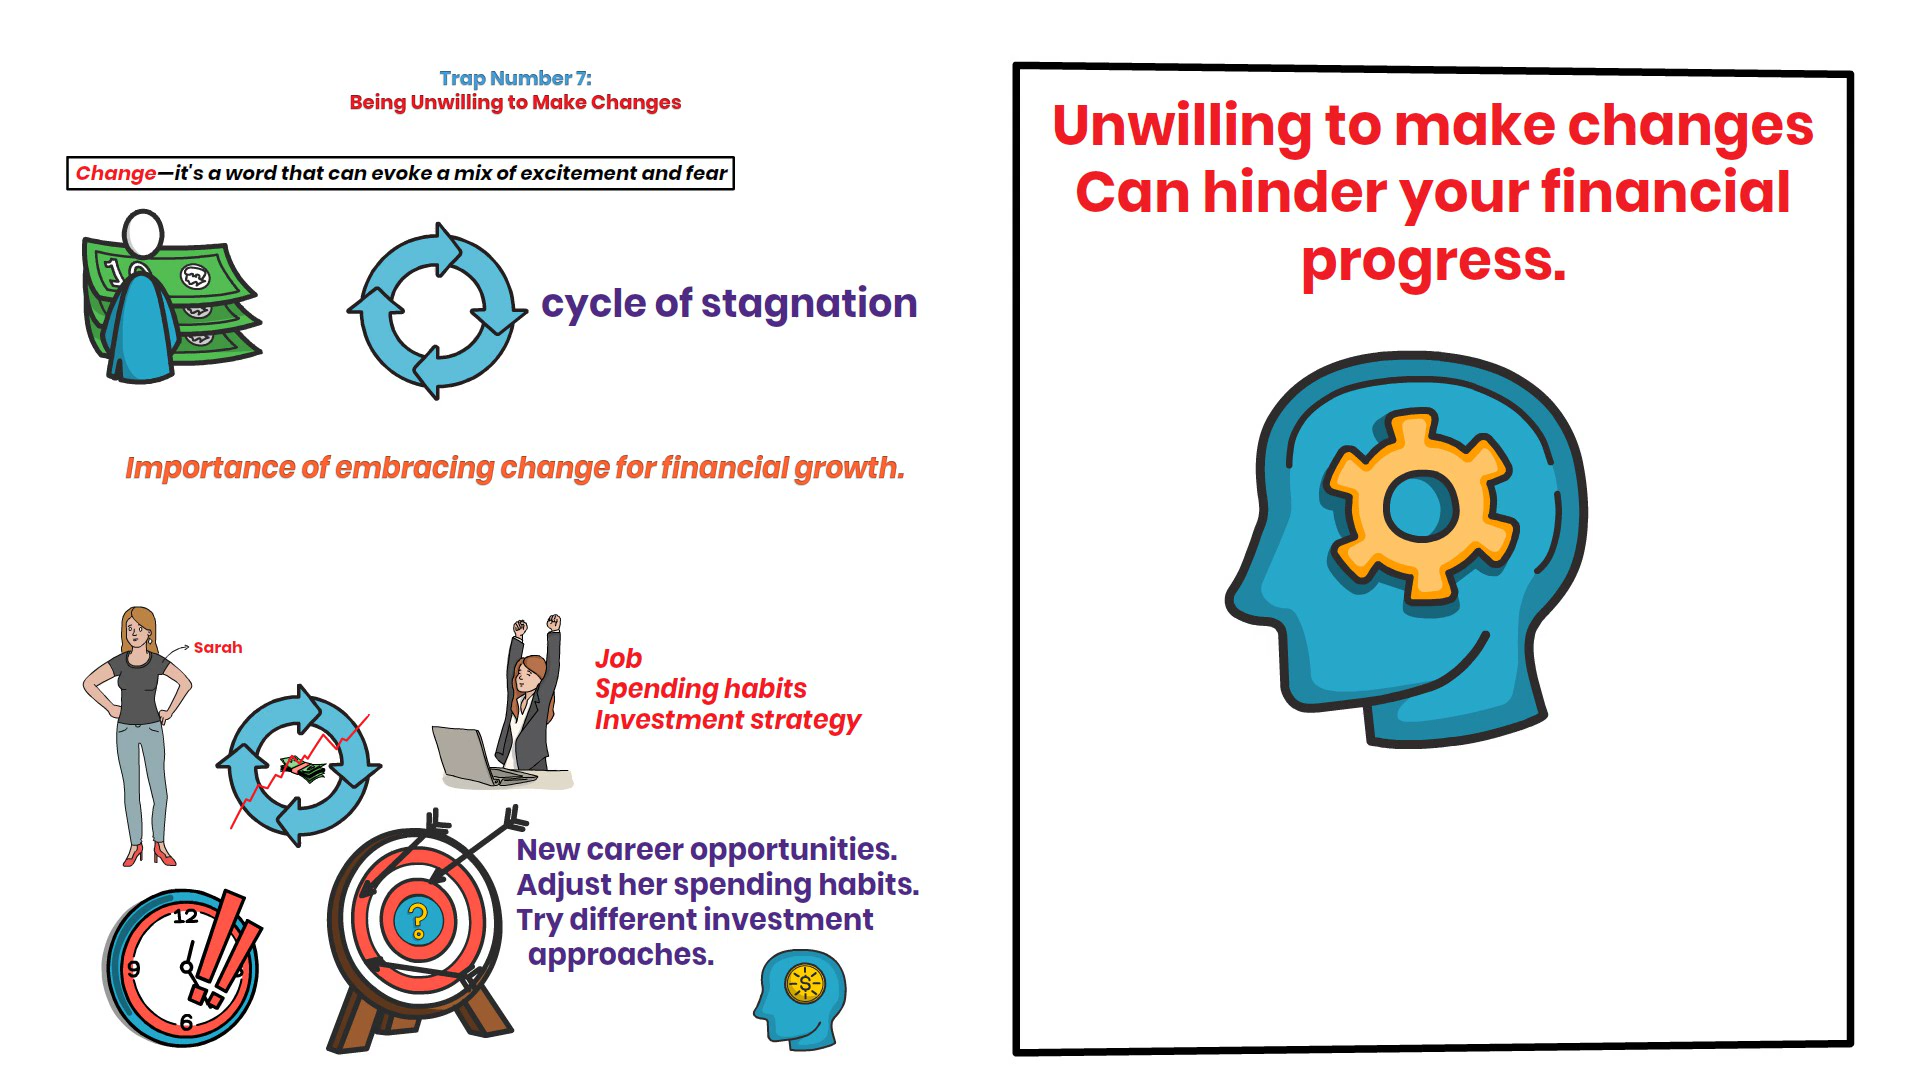 Trap Number 7:
Being Unwilling to Make Changes
Change—it's a word that can evoke a mix of excitement and fear
10
cycle of stagnation
Importance of embracing change for financial growth.
Sarah
Job
Spending habits
Investment strategy
New career opportunities.
Adjust her spending habits.
Try different investment
approaches.
?
$
12
9
3
6
Unwilling to make changes
Can hinder your financial
progress.